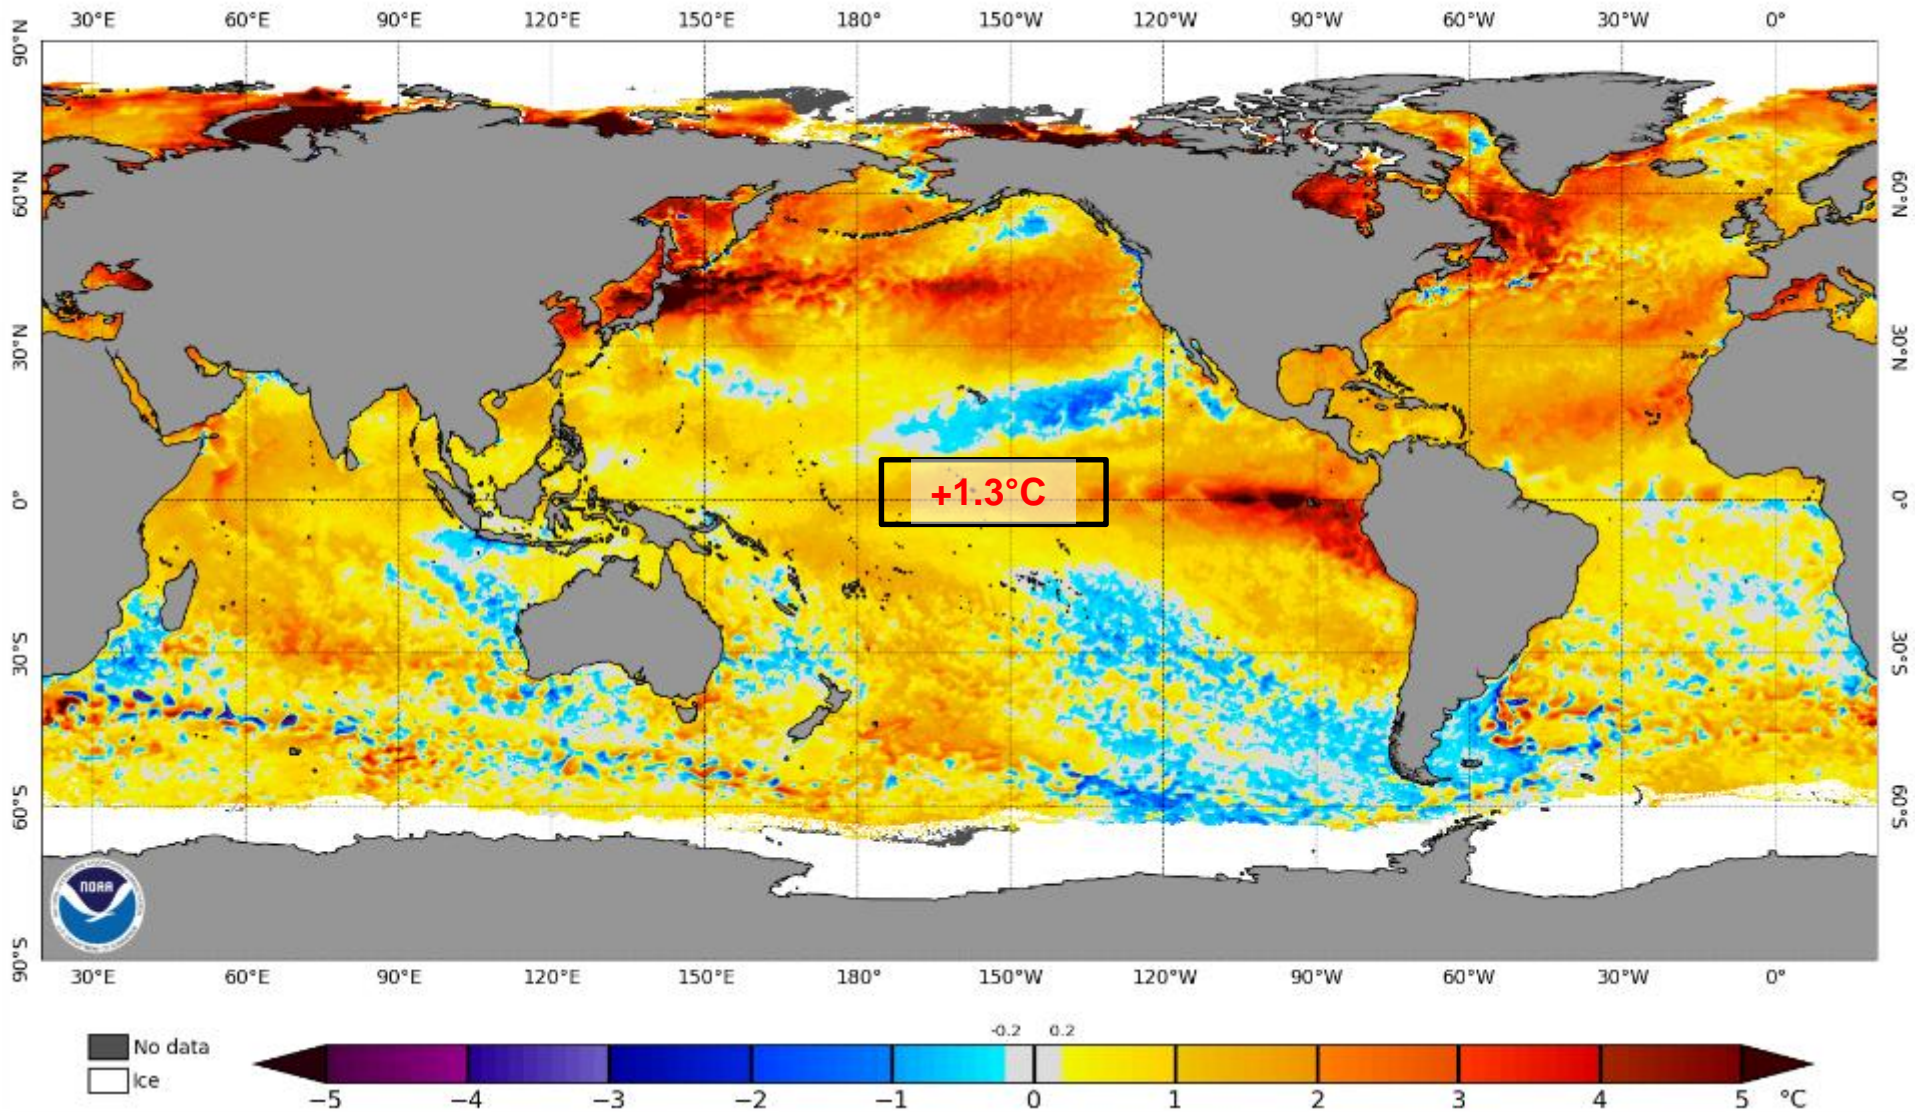 30°E 60°E 90°E 120°E 150°E 180° 150°W 120°W 90°W 60°W 30°W 0°
90°N
60°N 60°N
30°N 30°N
+1.3°C
0° 0°
30°S 30°S
60°S 60°S
NOAA
90°S
30°E 60°E 90°E 120°E 150°E 180° 150°W 120°W 90°W 60°W 30°W 0°
-0.2 0.2
No data
Ice
−5 −4 −3 −2 −1 0 1 2 3 4 5 °C